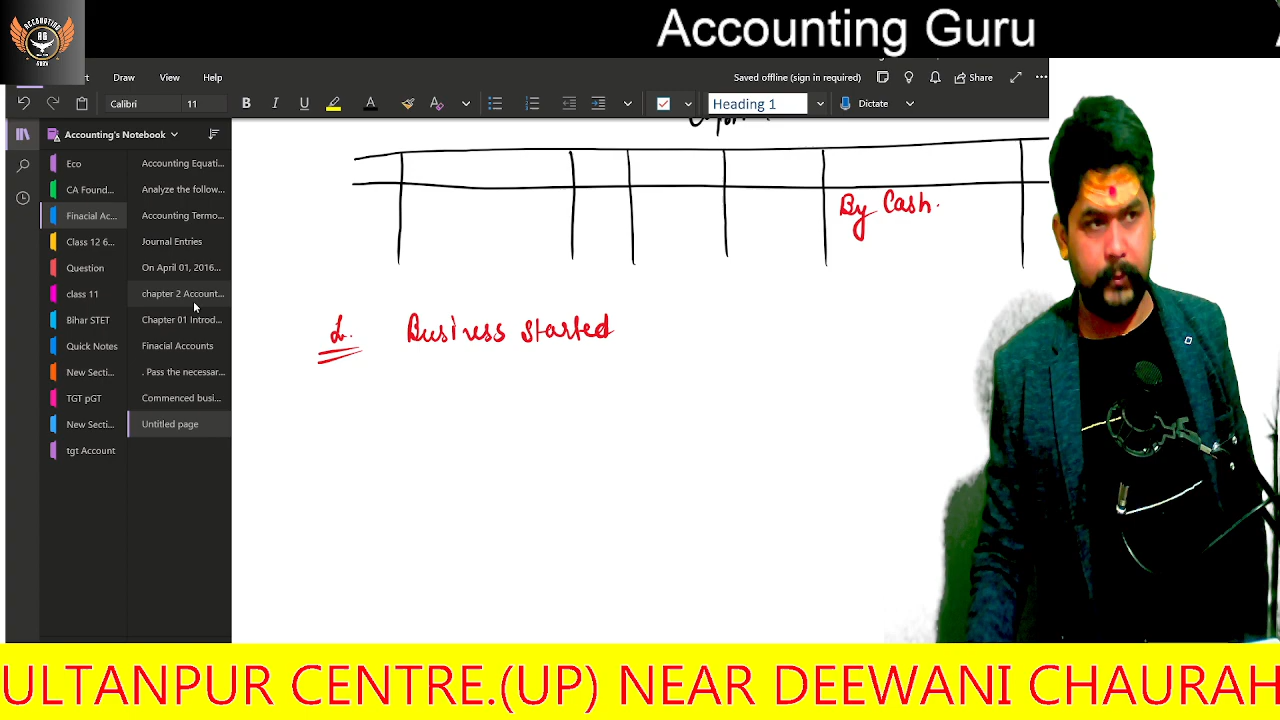 Accounting Guru
ACCOUNTING
AG
GURU
Draw View Help
Saved offline (sign in required) Share
Calibri 11 B I U A Heading 1 Dictate
Accounting's Notebook
Eco
CA Found...
Finacial Ac...
Class 12 6...
Question
class 11
Bihar STET
Quick Notes
New Secti...
TGT pGT
New Secti...
tgt Account
Accounting Equati...
Analyze the follow...
Accounting Termo...
Journal Entries
On April 01, 2016...
chapter 2 Account...
Chapter 01 Introd...
Finacial Accounts
. Pass the necessar...
Commenced busi...
Untitled page
By Cash.
Business started
ULTANPUR CENTRE.(UP) NEAR DEEWANI CHAURAH